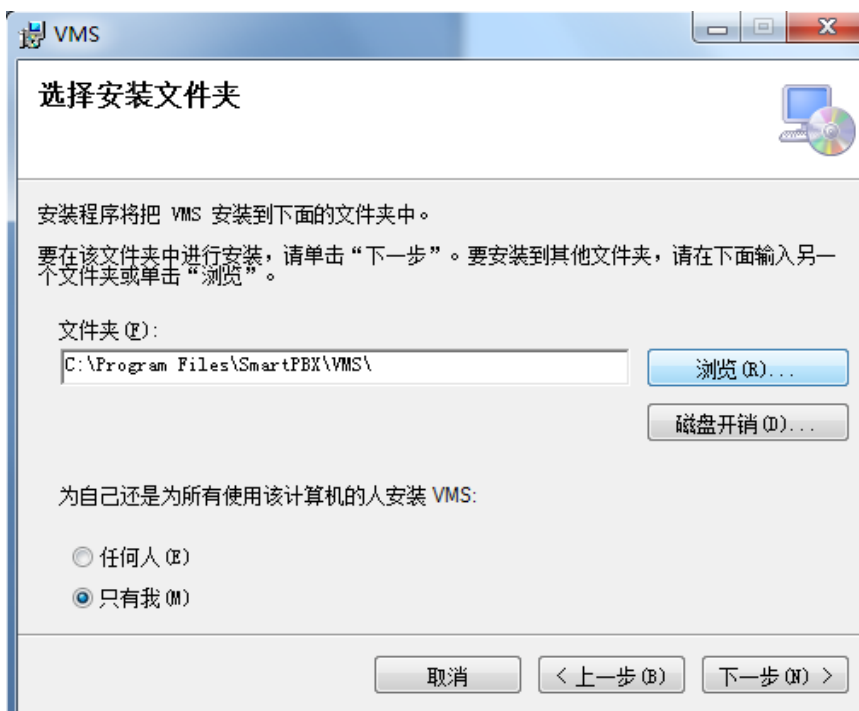 VMS
选择安装文件夹
安装程序将把 VMS 安装到下面的文件夹中。
要在该文件夹中进行安装，请单击“下一步”。要安装到其他文件夹，请在下面输入另一
个文件夹或单击“浏览”。
文件夹(F):
C:\Program Files\SmartPBX\VMS\
浏览(R)...
磁盘开销(D)...
为自己还是为所有使用该计算机的人安装 VMS:
任何人(E)
只有我(M)
取消
< 上一步(B)
下一步(N) >